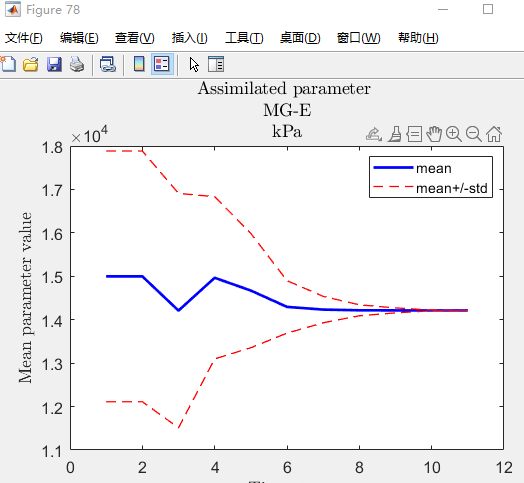 Figure 78
文件(F) 编辑(E) 查看(V) 插入(I) 工具(T) 桌面(D) 窗口(W) 帮助(H)
Assimilated parameter
MG-E
kPa
×10⁴
1.8
1.7
1.6
1.5
1.4
1.3
1.2
1.1
Mean parameter value
mean
mean+/-std
0 2 4 6 8 10 12